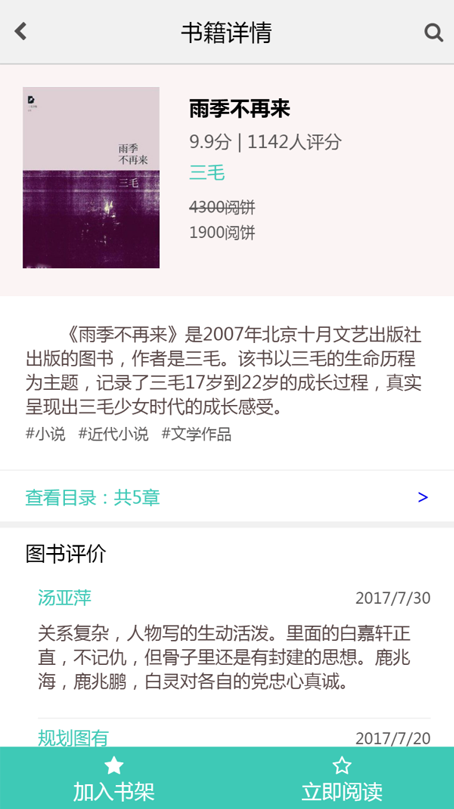 书籍详情
雨季
不再来
三毛
雨季不再来
9.9分 | 1142人评分
三毛
4300阅饼
1900阅饼
《雨季不再来》是2007年北京十月文艺出版社
出版的图书，作者是三毛。该书以三毛的生命历程
为主题，记录了三毛17岁到22岁的成长过程，真实
呈现出三毛少女时代的成长感受。
#小说 #近代小说 #文学作品
查看目录：共5章 >
图书评价
汤亚萍 2017/7/30
关系复杂，人物写的生动活泼。里面的白嘉轩正
直，不记仇，但骨子里还是有封建的思想。鹿兆
海，鹿兆鹏，白灵对各自的党忠心真诚。
规划图有 2017/7/20
加入书架 立即阅读